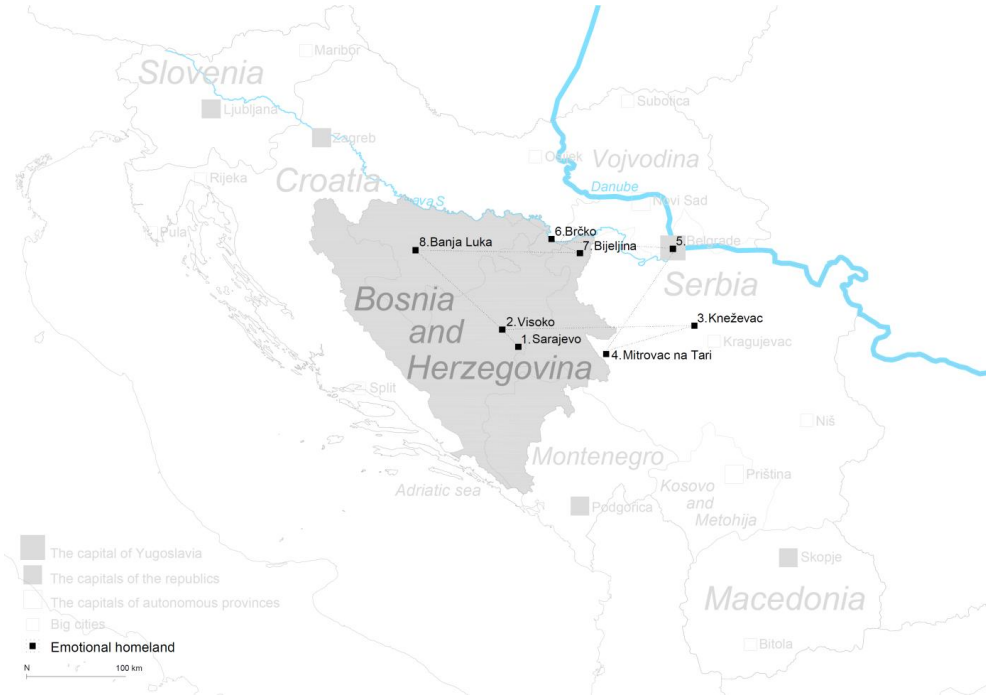 Maribor
Slovenia
Ljubljana
Subotica
Zagreb
Osijek
Vojvodina
Croatia
Rijeka
Danube
Sava S
Novi Sad
Pula
6.Brčko
8.Banja Luka
7.Bijeljina
5.
Belgrade
Serbia
Bosnia
and
Herzegovina
2.Visoko
3.Kneževac
1.Sarajevo
Kragujevac
4.Mitrovac na Tari
Split
Niš
Montenegro
Priština
Adriatic sea
Kosovo
and
Metohija
Podgorica
The capital of Yugoslavia
Skopje
The capitals of the republics
The capitals of autonomous provinces
Macedonia
Big cities
Emotional homeland
Bitola
N
100 km